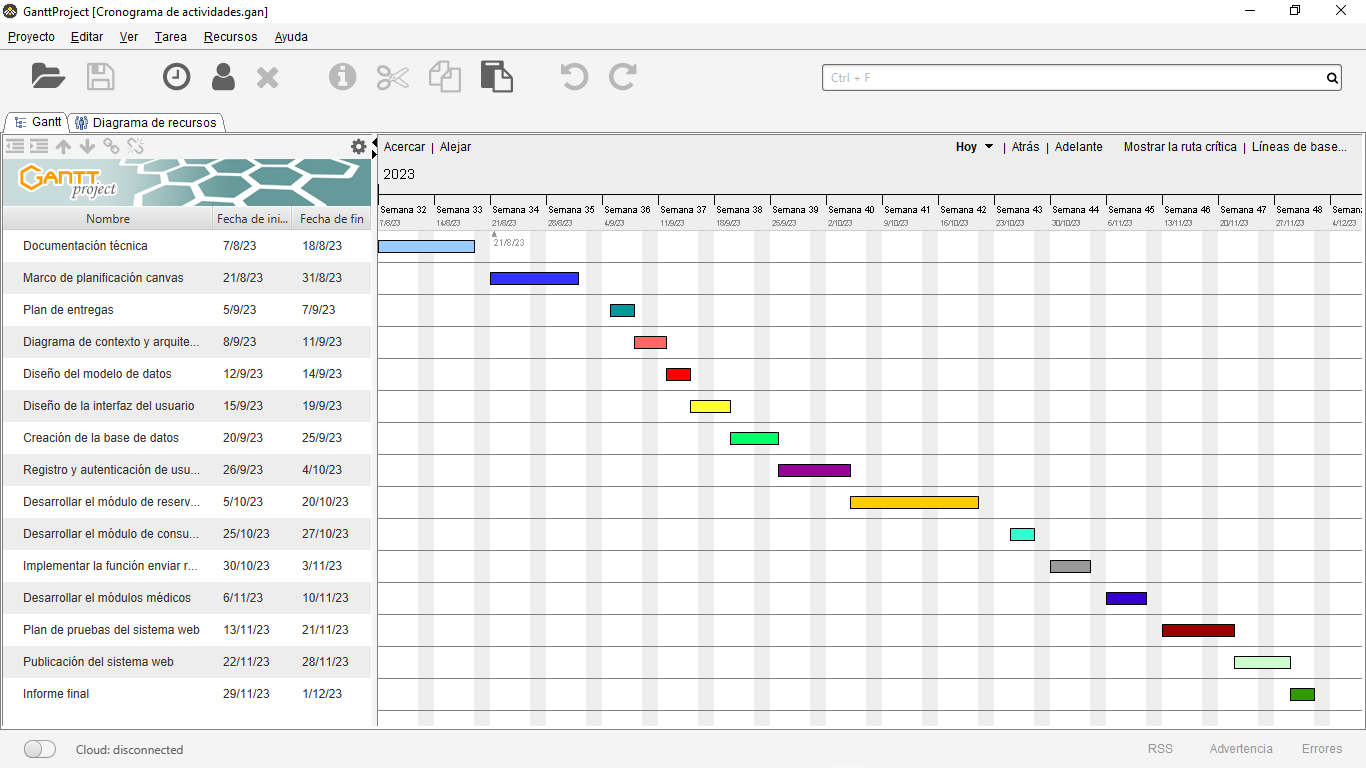 GanttProject [Cronograma de actividades.gan]
Proyecto Editar Ver Tarea Recursos Ayuda
Ctrl + F
Gantt Diagrama de recursos
Acercar | Alejar Hoy | Atrás | Adelante Mostrar la ruta crítica | Líneas de base...
GANTT project
2023
Nombre Fecha de ini... Fecha de fin
Semana 32 Semana 33 Semana 34 Semana 35 Semana 36 Semana 37 Semana 38 Semana 39 Semana 40 Semana 41 Semana 42 Semana 43 Semana 44 Semana 45 Semana 46 Semana 47 Semana 48 Semana
7/8/23 14/8/23 21/8/23 28/8/23 4/9/23 11/9/23 18/9/23 25/9/23 2/10/23 9/10/23 16/10/23 23/10/23 30/10/23 6/11/23 13/11/23 20/11/23 27/11/23 4/12/23
21/8/23
Documentación técnica 7/8/23 18/8/23
Marco de planificación canvas 21/8/23 31/8/23
Plan de entregas 5/9/23 7/9/23
Diagrama de contexto y arquite... 8/9/23 11/9/23
Diseño del modelo de datos 12/9/23 14/9/23
Diseño de la interfaz del usuario 15/9/23 19/9/23
Creación de la base de datos 20/9/23 25/9/23
Registro y autenticación de usu... 26/9/23 4/10/23
Desarrollar el módulo de reserv... 5/10/23 20/10/23
Desarrollar el módulo de consu... 25/10/23 27/10/23
Implementar la función enviar r... 30/10/23 3/11/23
Desarrollar el módulos médicos 6/11/23 10/11/23
Plan de pruebas del sistema web 13/11/23 21/11/23
Publicación del sistema web 22/11/23 28/11/23
Informe final 29/11/23 1/12/23
Cloud: disconnected RSS Advertencia Errores